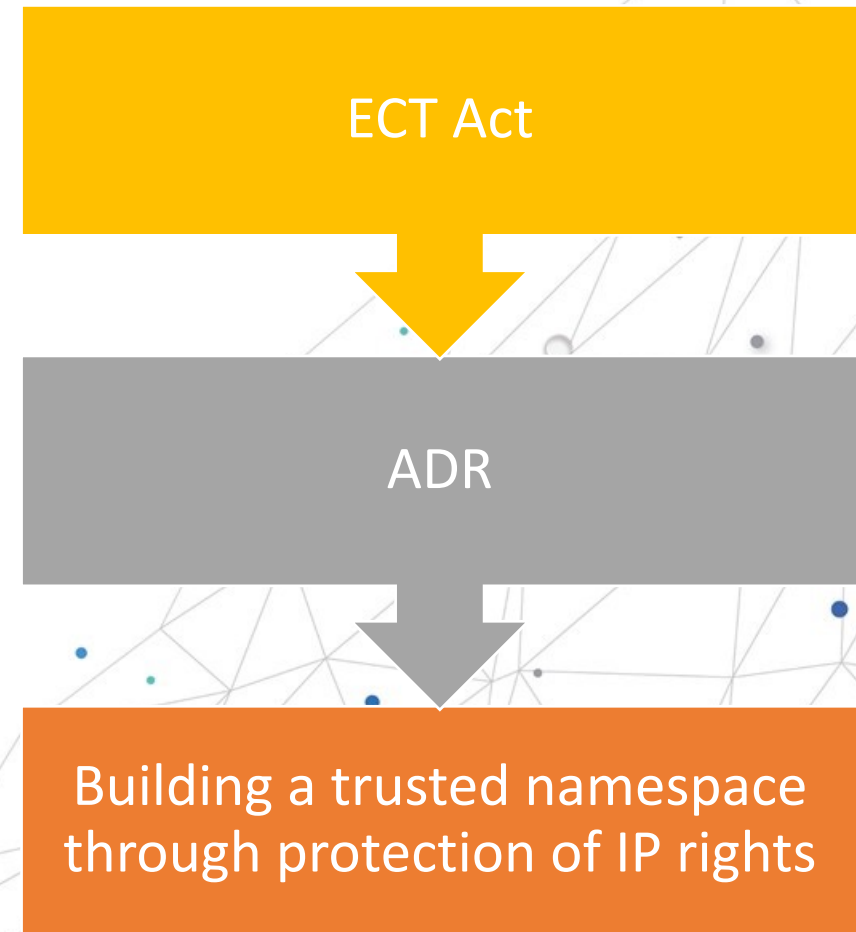 ECT Act
ADR
Building a trusted namespace
through protection of IP rights